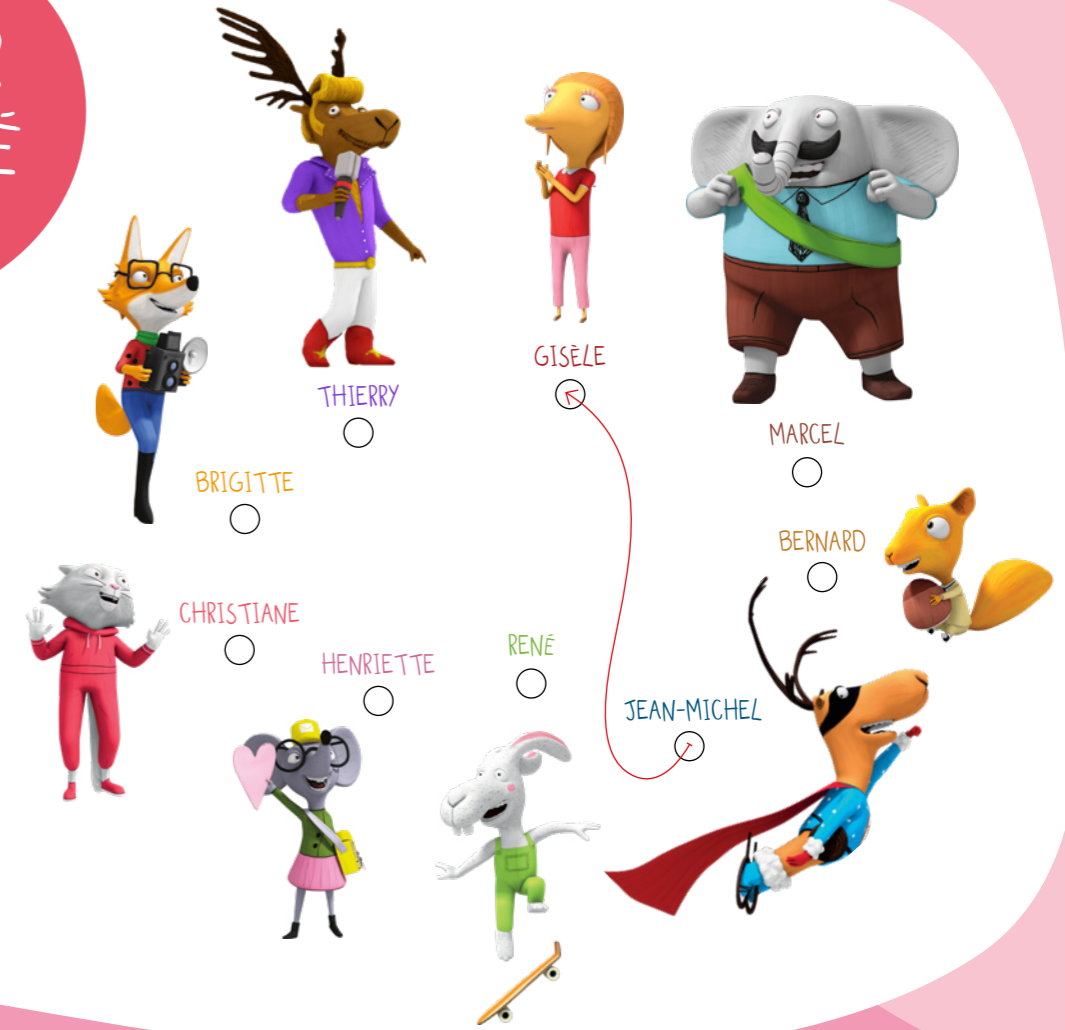 GISÈLE
THIERRY
MARCEL
BRIGITTE
BERNARD
CHRISTIANE
HENRIETTE
RENÉ
JEAN-MICHEL